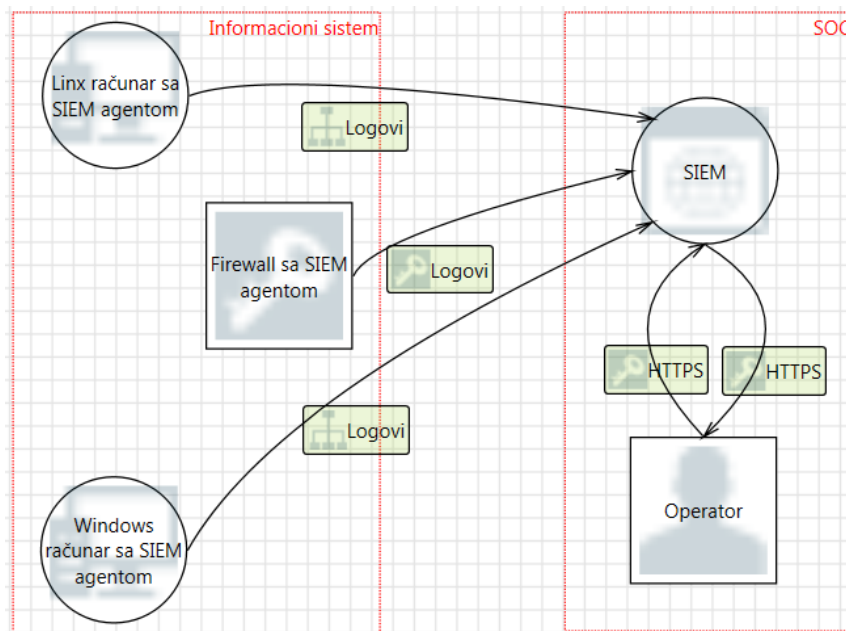 Informacioni sistem
SOC
Linx računar sa
SIEM agentom
Logovi
SIEM
Firewall sa SIEM
agentom
Logovi
HTTPS
HTTPS
Logovi
Operator
Windows
računar sa SIEM
agentom